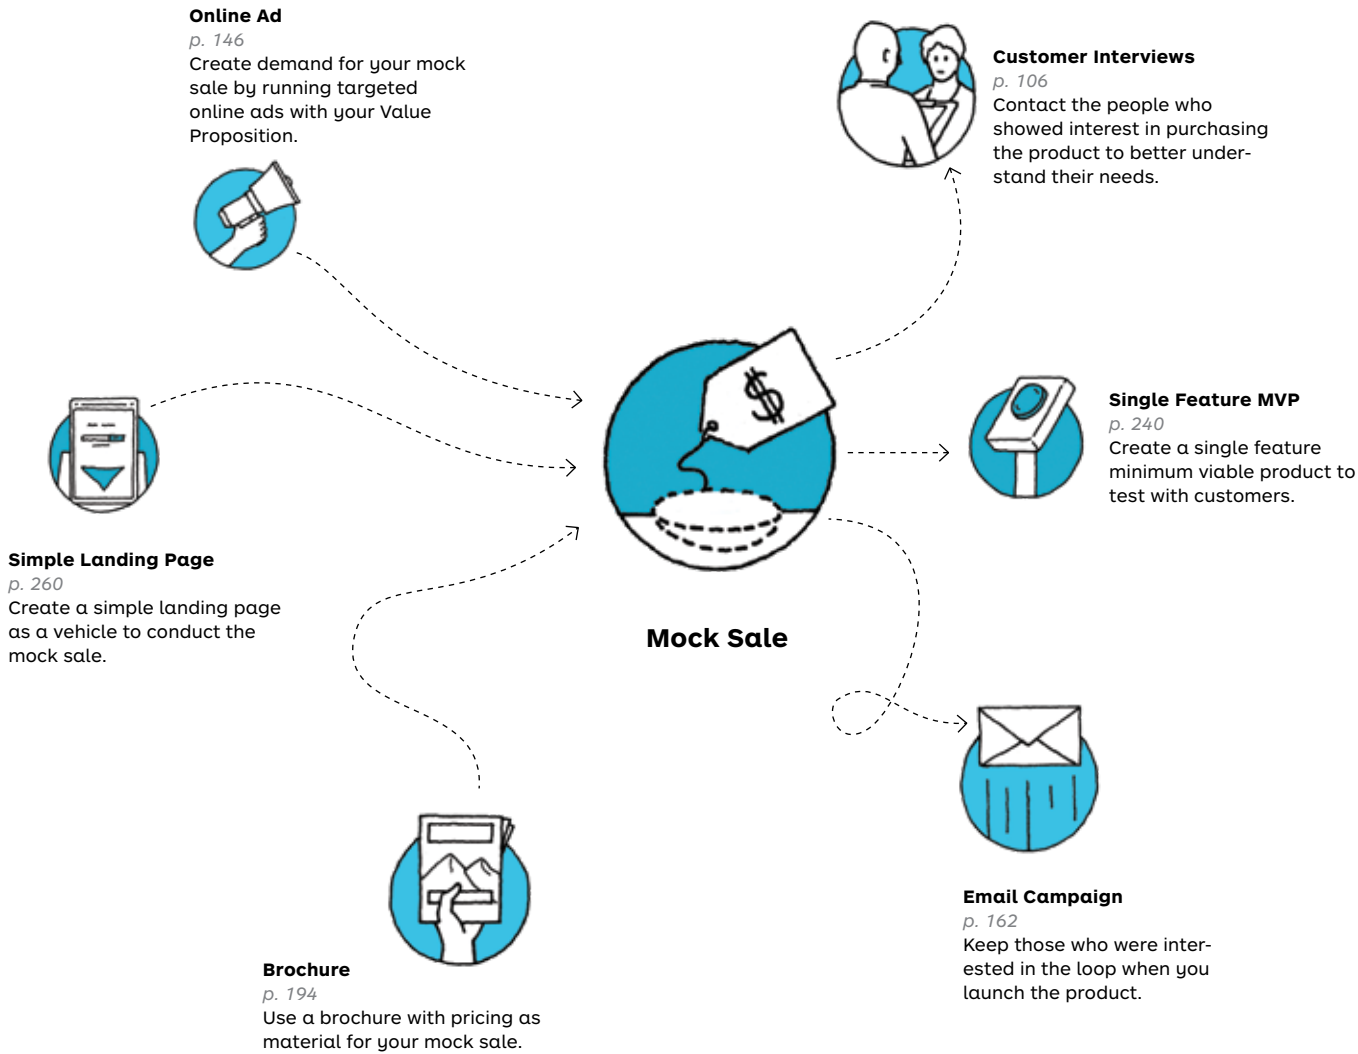 Online Ad
p. 146
Create demand for your mock
sale by running targeted
online ads with your Value
Proposition.
Customer Interviews
p. 106
Contact the people who
showed interest in purchasing
the product to better under-
stand their needs.
$
Single Feature MVP
p. 240
Create a single feature
minimum viable product to
test with customers.
Simple Landing Page
p. 260
Create a simple landing page
as a vehicle to conduct the
mock sale.
Mock Sale
Brochure
p. 194
Use a brochure with pricing as
material for your mock sale.
Email Campaign
p. 162
Keep those who were inter-
ested in the loop when you
launch the product.